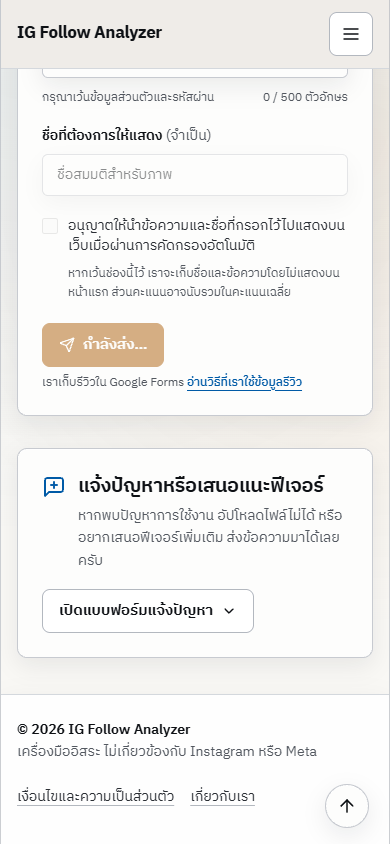 IG Follow Analyzer
กรุณาเว้นข้อมูลส่วนตัวและรหัสผ่าน 0 / 500 ตัวอักษร
ชื่อที่ต้องการให้แสดง (จำเป็น)
ชื่อสมมติสำหรับภาพ
อนุญาตให้นำข้อความและชื่อที่กรอกไว้ไปแสดงบน
เว็บเมื่อผ่านการคัดกรองอัตโนมัติ
หากเว้นช่องนี้ไว้ เราจะเก็บชื่อและข้อความโดยไม่แสดงบน
หน้าแรก ส่วนคะแนนอาจนับรวมในคะแนนเฉลี่ย
กำลังส่ง...
เราเก็บรีวิวใน Google Forms อ่านวิธีที่เราใช้ข้อมูลรีวิว
แจ้งปัญหาหรือเสนอแนะฟีเจอร์
หากพบปัญหาการใช้งาน อัปโหลดไฟล์ไม่ได้ หรือ
อยากเสนอฟีเจอร์เพิ่มเติม ส่งข้อความมาได้เลย
ครับ
เปิดแบบฟอร์มแจ้งปัญหา
© 2026 IG Follow Analyzer
เครื่องมืออิสระ ไม่เกี่ยวข้องกับ Instagram หรือ Meta
เงื่อนไขและความเป็นส่วนตัว เกี่ยวกับเรา